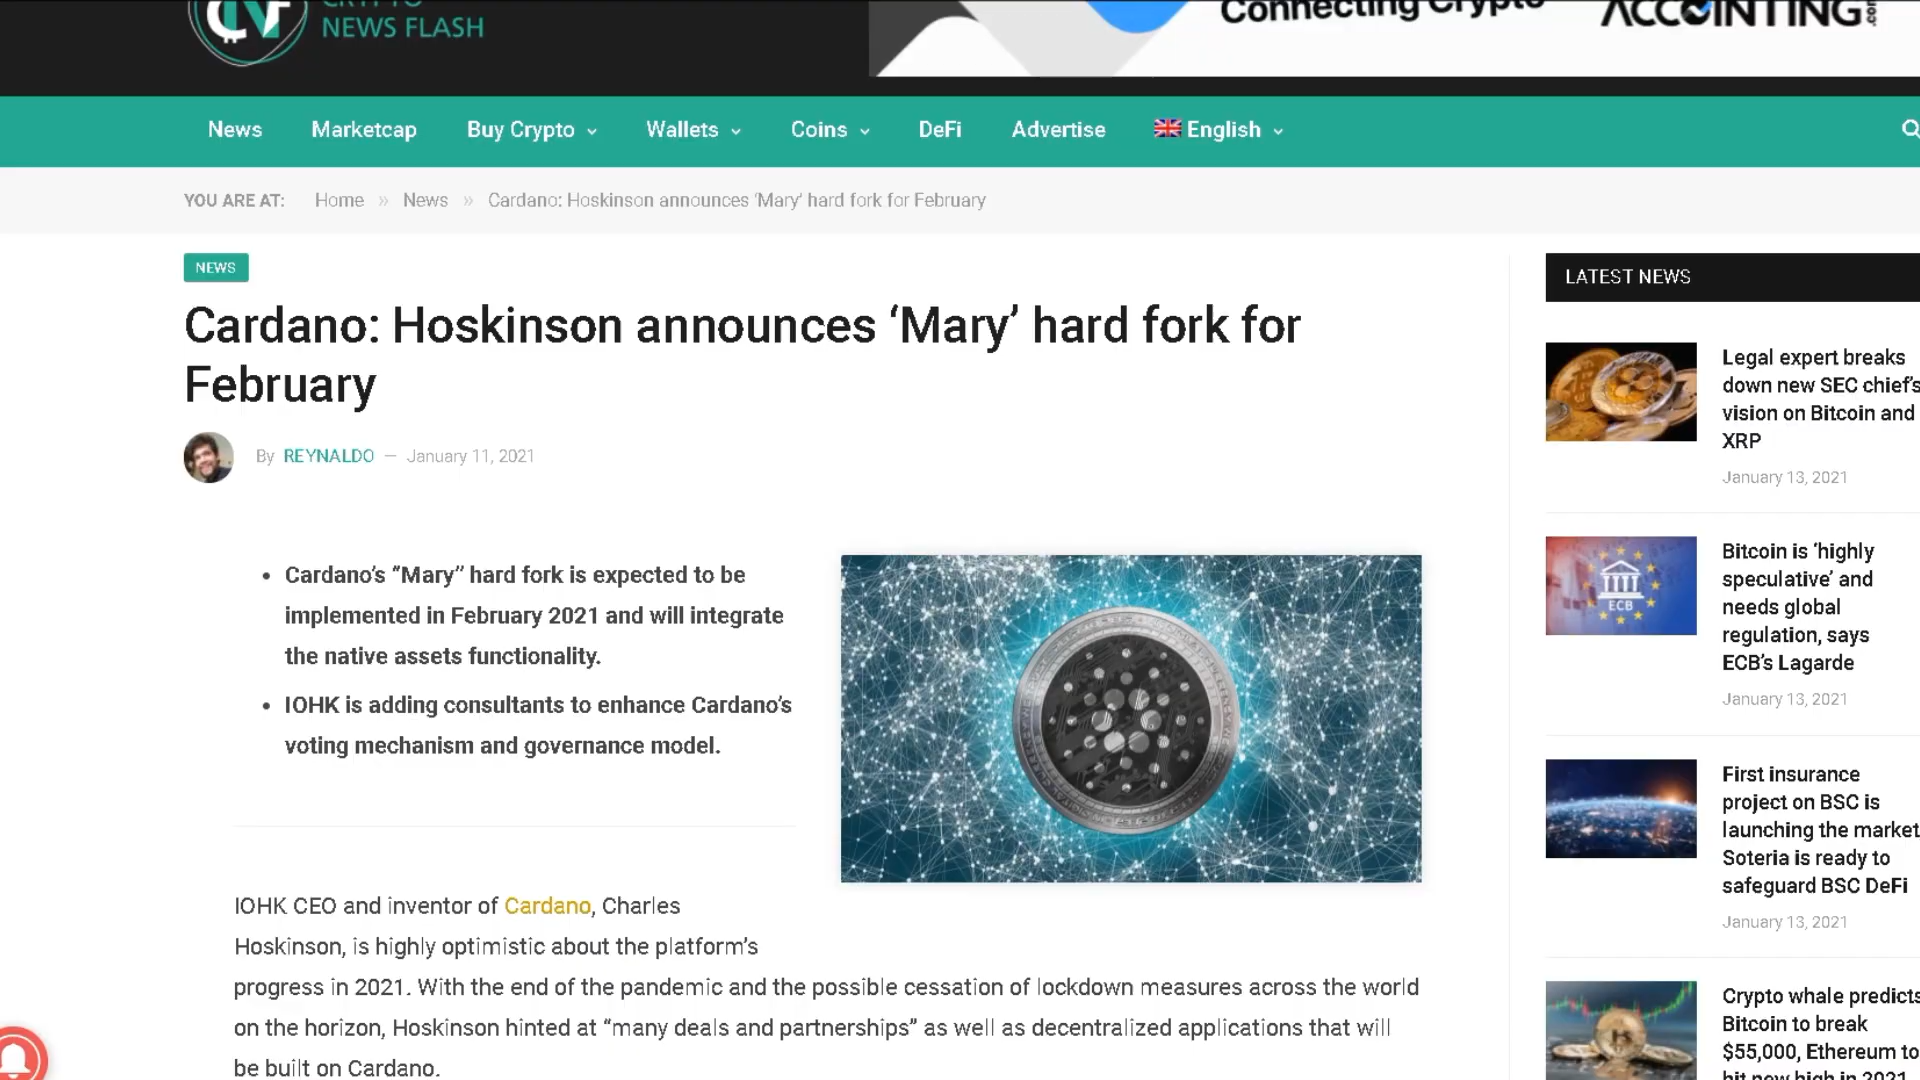 CRYPTO
NEWS FLASH
Connecting Crypto
ACCOINTING.com
News
Marketcap
Buy Crypto
Wallets
Coins
DeFi
Advertise
English
YOU ARE AT: Home » News » Cardano: Hoskinson announces ‘Mary’ hard fork for February
NEWS
Cardano: Hoskinson announces ‘Mary’ hard fork for
February
By REYNALDO — January 11, 2021
• Cardano’s “Mary” hard fork is expected to be
implemented in February 2021 and will integrate
the native assets functionality.
• IOHK is adding consultants to enhance Cardano’s
voting mechanism and governance model.
IOHK CEO and inventor of Cardano, Charles
Hoskinson, is highly optimistic about the platform’s
progress in 2021. With the end of the pandemic and the possible cessation of lockdown measures across the world
on the horizon, Hoskinson hinted at “many deals and partnerships” as well as decentralized applications that will
be built on Cardano.
LATEST NEWS
Legal expert breaks
down new SEC chief’s
vision on Bitcoin and
XRP
January 13, 2021
ECB
Bitcoin is ‘highly
speculative’ and
needs global
regulation, says
ECB’s Lagarde
January 13, 2021
First insurance
project on BSC is
launching the market
Soteria is ready to
safeguard BSC DeFi
January 13, 2021
Crypto whale predicts
Bitcoin to break
$55,000, Ethereum to
hit new high in 2021